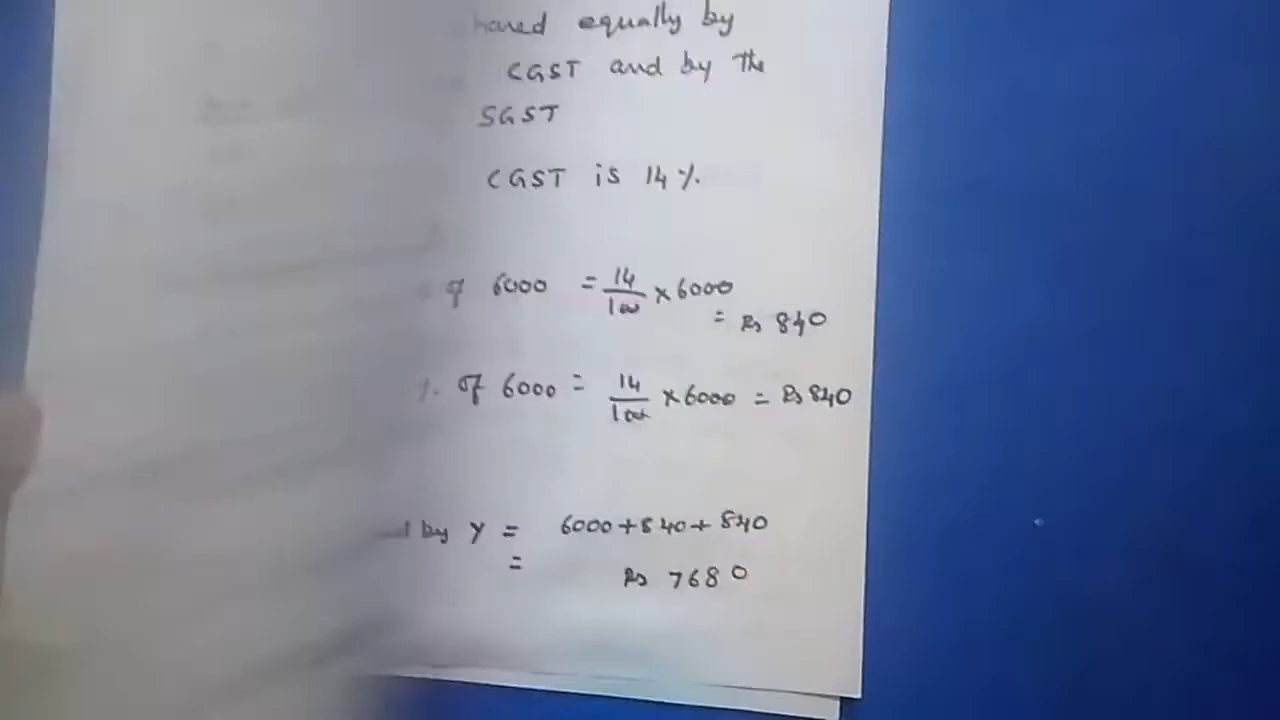 equally by
CGST and by the
SGST
CGST is 14 %.
of 6000 = 14/100 × 6000
= Rs 840
%. of 6000 = 14/100 × 6000 = Rs 840
by Y = 6000 + 840 + 840
= Rs 7680